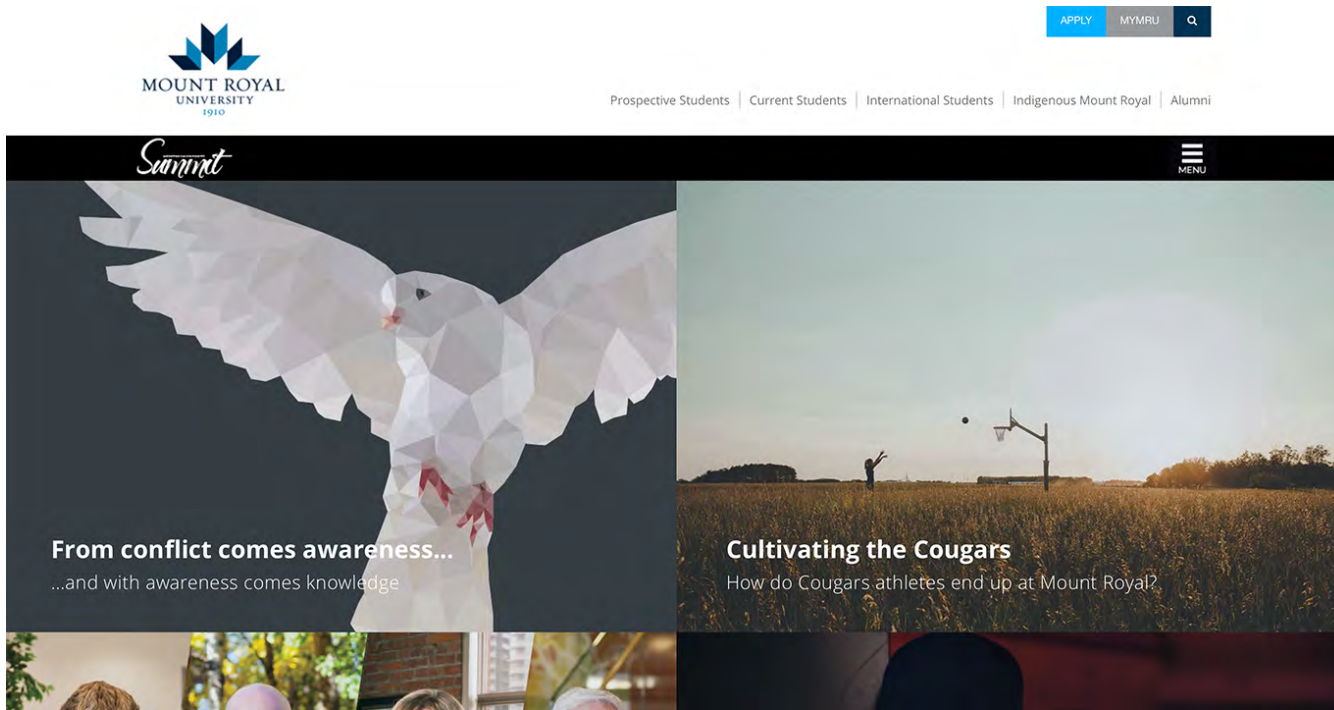 APPLY
MYMRU
MOUNT ROYAL
UNIVERSITY
1910
Prospective Students
Current Students
International Students
Indigenous Mount Royal
Alumni
Summit
MENU
From conflict comes awareness...
...and with awareness comes knowledge
Cultivating the Cougars
How do Cougars athletes end up at Mount Royal?